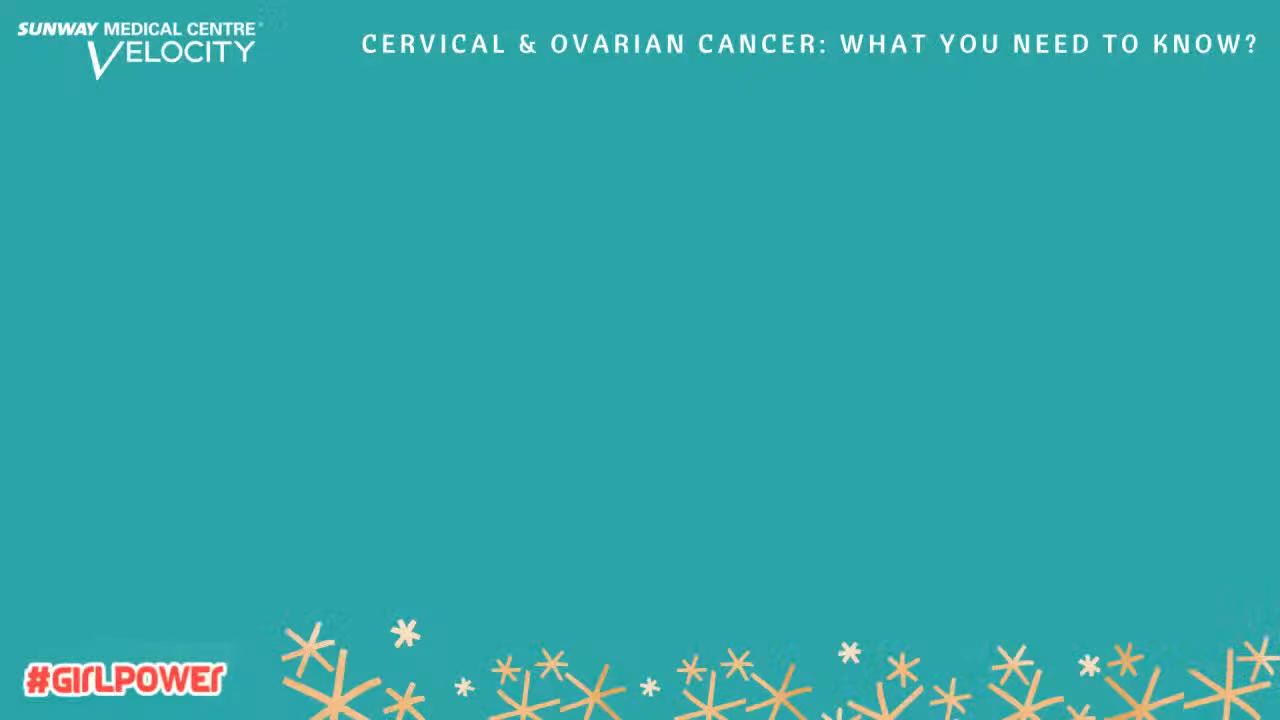 SUNWAY MEDICAL CENTRE
VELOCITY
CERVICAL & OVARIAN CANCER: WHAT YOU NEED TO KNOW?
#GIRLPOWER